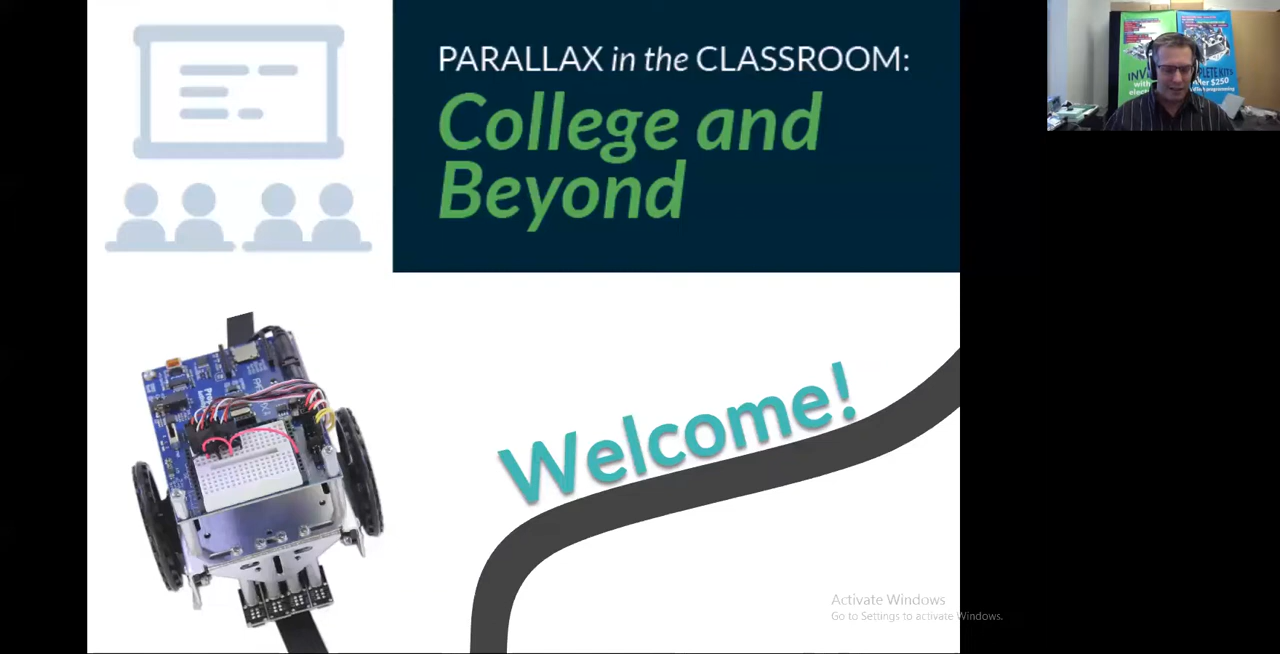 PARALLAX in the CLASSROOM:
College and
Beyond
Welcome!
Activate Windows
Go to Settings to activate Windows.